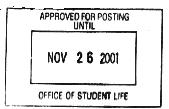 APPROVED FOR POSTING
UNTIL
NOV 26 2001
OFFICE OF STUDENT LIFE